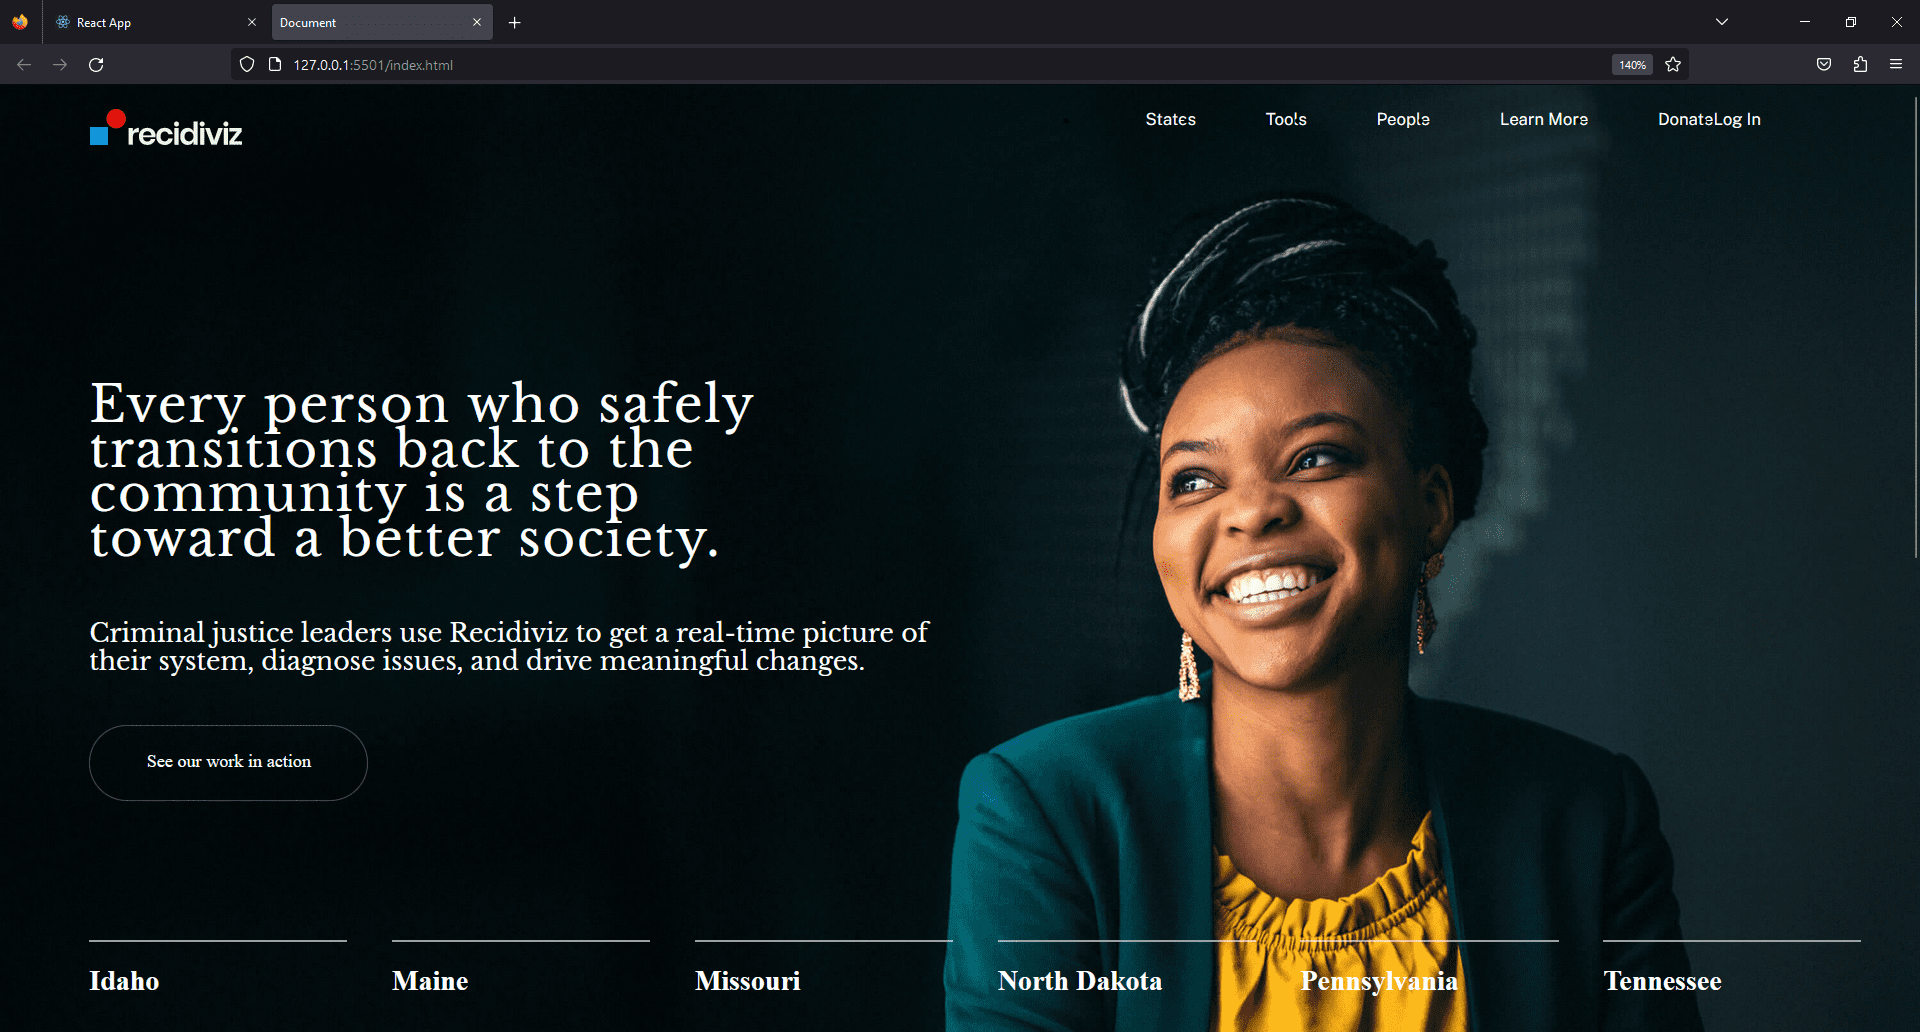 React App
Document
127.0.0.1:5501/index.html
140%
recidiviz
States
Tools
People
Learn More
DonateLog In
Every person who safely
transitions back to the
community is a step
toward a better society.
Criminal justice leaders use Recidiviz to get a real-time picture of
their system, diagnose issues, and drive meaningful changes.
See our work in action
Idaho
Maine
Missouri
North Dakota
Pennsylvania
Tennessee